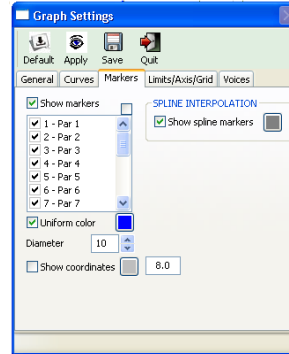 Graph Settings
Default Apply Save Quit
General Curves Markers Limits/Axis/Grid Voices
Show markers
1 - Par 1
2 - Par 2
3 - Par 3
4 - Par 4
5 - Par 5
6 - Par 6
7 - Par 7
SPLINE INTERPOLATION
Show spline markers
Uniform color
Diameter 10
Show coordinates 8.0